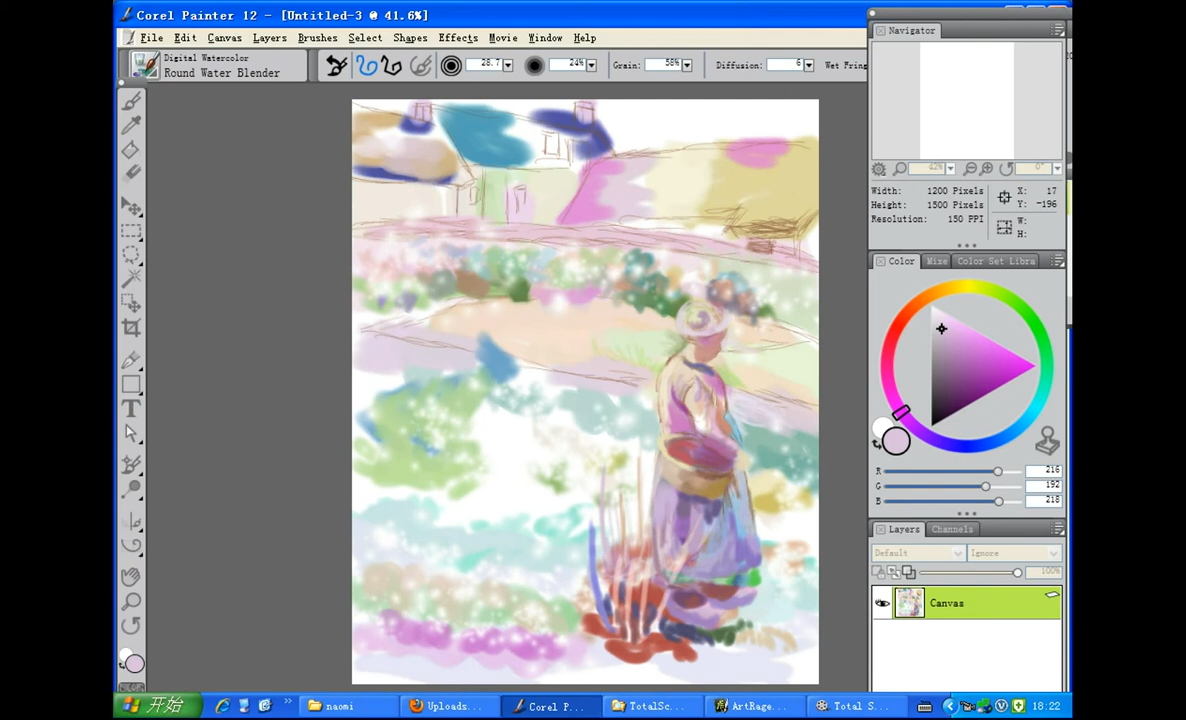 Corel Painter 12 - [Untitled-3 @ 41.6%]
File Edit Canvas Layers Brushes Select Shapes Effects Movie Window Help
Digital Watercolor
Round Water Blender
28.7
24%
Grain: 58%
Diffusion: 6
Wet Fring
Navigator
42%
0°
Width: 1200 Pixels
Height: 1500 Pixels
Resolution: 150 PPI
X: 17
Y: -196
W:
H:
Color Mixe Color Set Libra
R 216
G 192
B 218
Layers Channels
Default Ignore
100%
Canvas
开始
naomi
Uploads...
Corel P...
TotalSc...
ArtRage...
Total S...
18:22